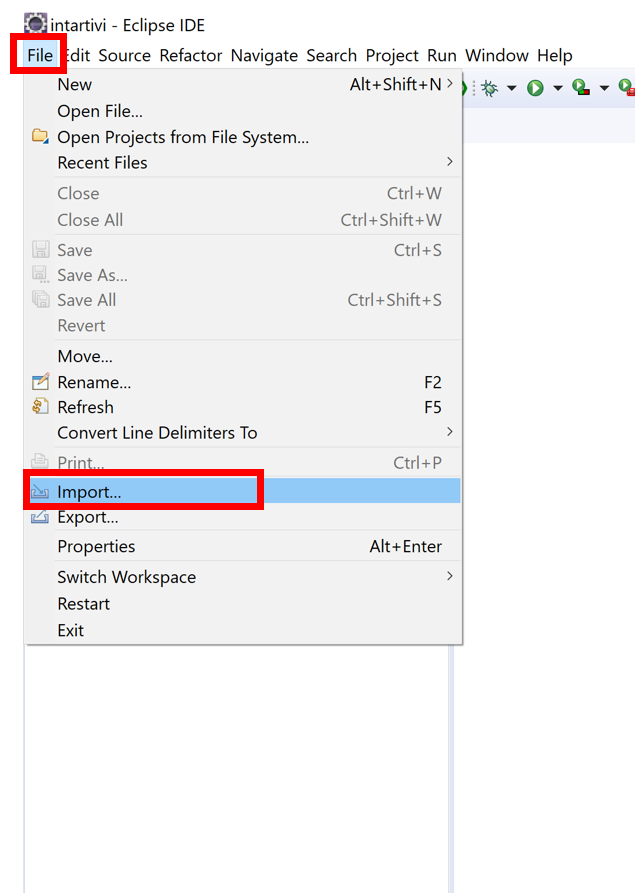 intartivi - Eclipse IDE
File Edit Source Refactor Navigate Search Project Run Window Help
New Alt+Shift+N
Open File...
Open Projects from File System...
Recent Files
Close Ctrl+W
Close All Ctrl+Shift+W
Save Ctrl+S
Save As...
Save All Ctrl+Shift+S
Revert
Move...
Rename... F2
Refresh F5
Convert Line Delimiters To
Print... Ctrl+P
Import...
Export...
Properties Alt+Enter
Switch Workspace
Restart
Exit